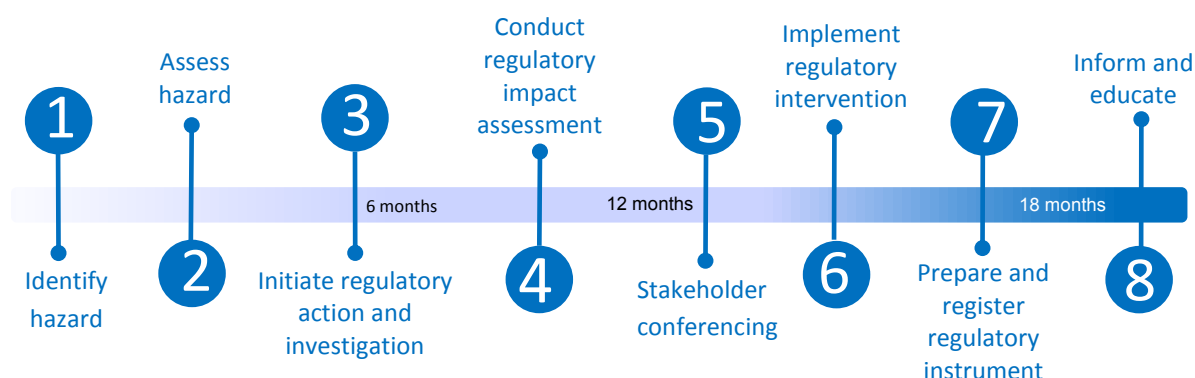 1
Identify
hazard
Assess
hazard
2
3
Initiate regulatory
action and
investigation
6 months
Conduct
regulatory
impact
assessment
4
12 months
5
Stakeholder
conferencing
Implement
regulatory
intervention
6
7
Prepare and
register
regulatory
instrument
18 months
Inform and
educate
8